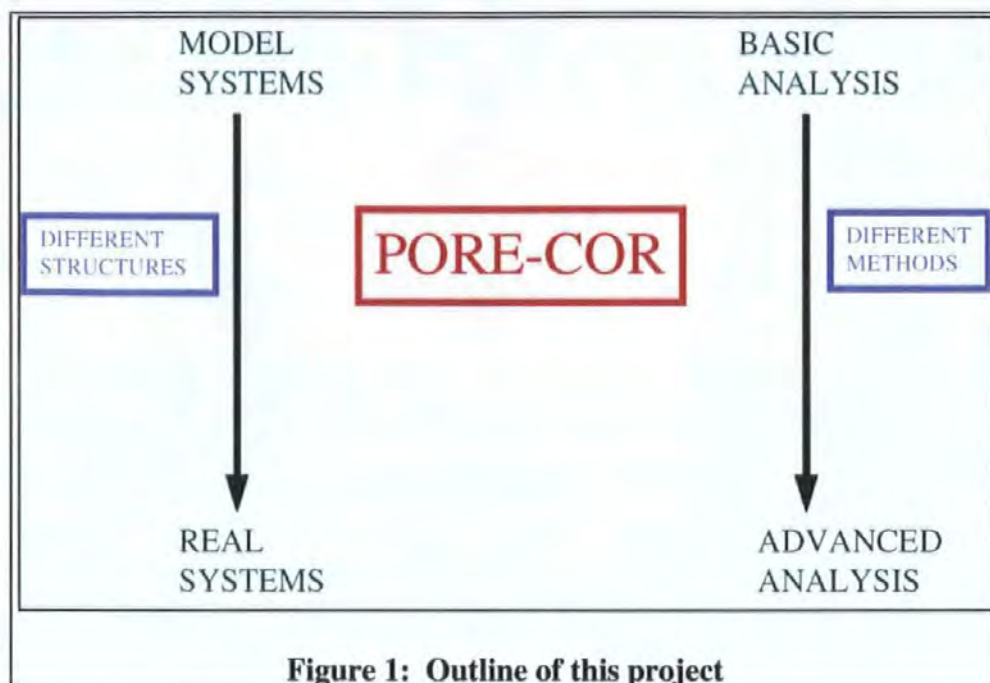 MODEL
SYSTEMS
BASIC
ANALYSIS
DIFFERENT
STRUCTURES
PORE-COR
DIFFERENT
METHODS
REAL
SYSTEMS
ADVANCED
ANALYSIS
Figure 1: Outline of this project